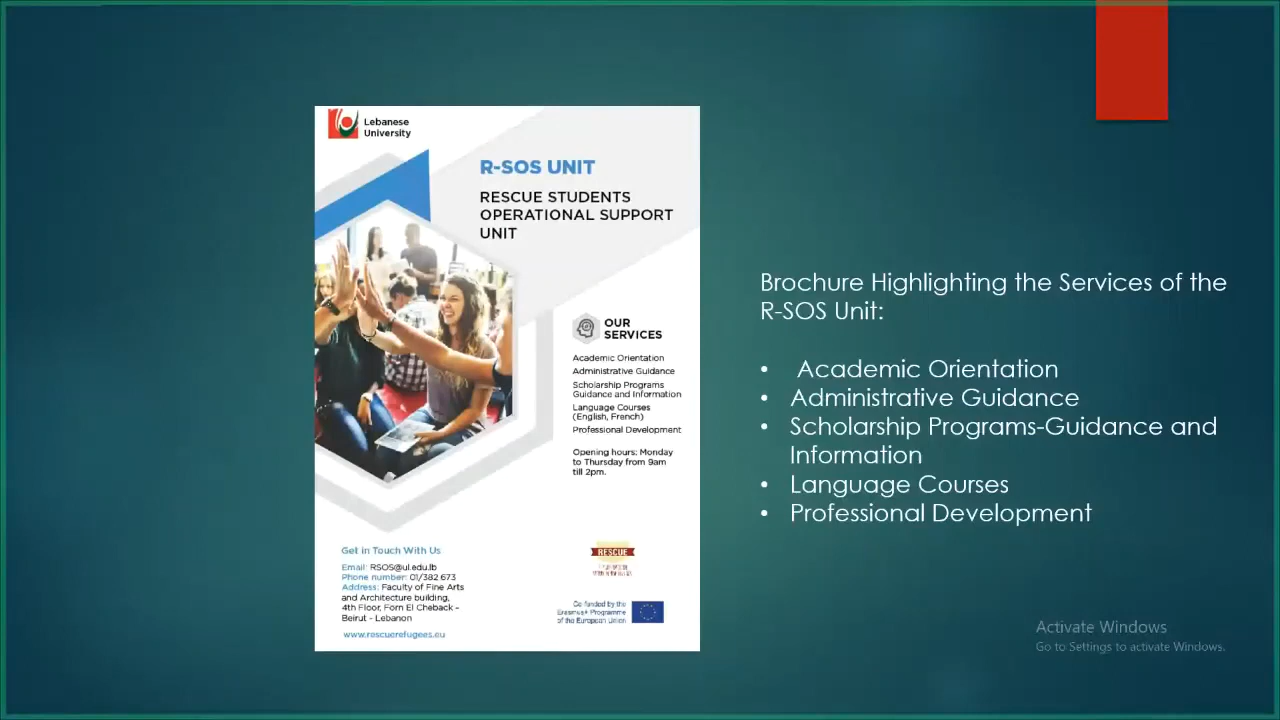 Lebanese
University
R-SOS UNIT
RESCUE STUDENTS
OPERATIONAL SUPPORT
UNIT
OUR
SERVICES
Academic Orientation
Administrative Guidance
Scholarship Programs
Guidance and Information
Language Courses
(English, French)
Professional Development
Opening hours: Monday
to Thursday from 9am
till 2pm.
Get in Touch With Us
Email: RSOS@ul.edu.lb
Phone number: 01/382 673
Address: Faculty of Fine Arts
and Architecture building,
4th Floor, Forn El Cheback -
Beirut - Lebanon
www.rescuerefugees.eu
RESCUE
Co-funded by the
Erasmus+ Programme
of the European Union
Brochure Highlighting the Services of the
R-SOS Unit:
• Academic Orientation
• Administrative Guidance
• Scholarship Programs-Guidance and
Information
• Language Courses
• Professional Development
Activate Windows
Go to Settings to activate Windows.